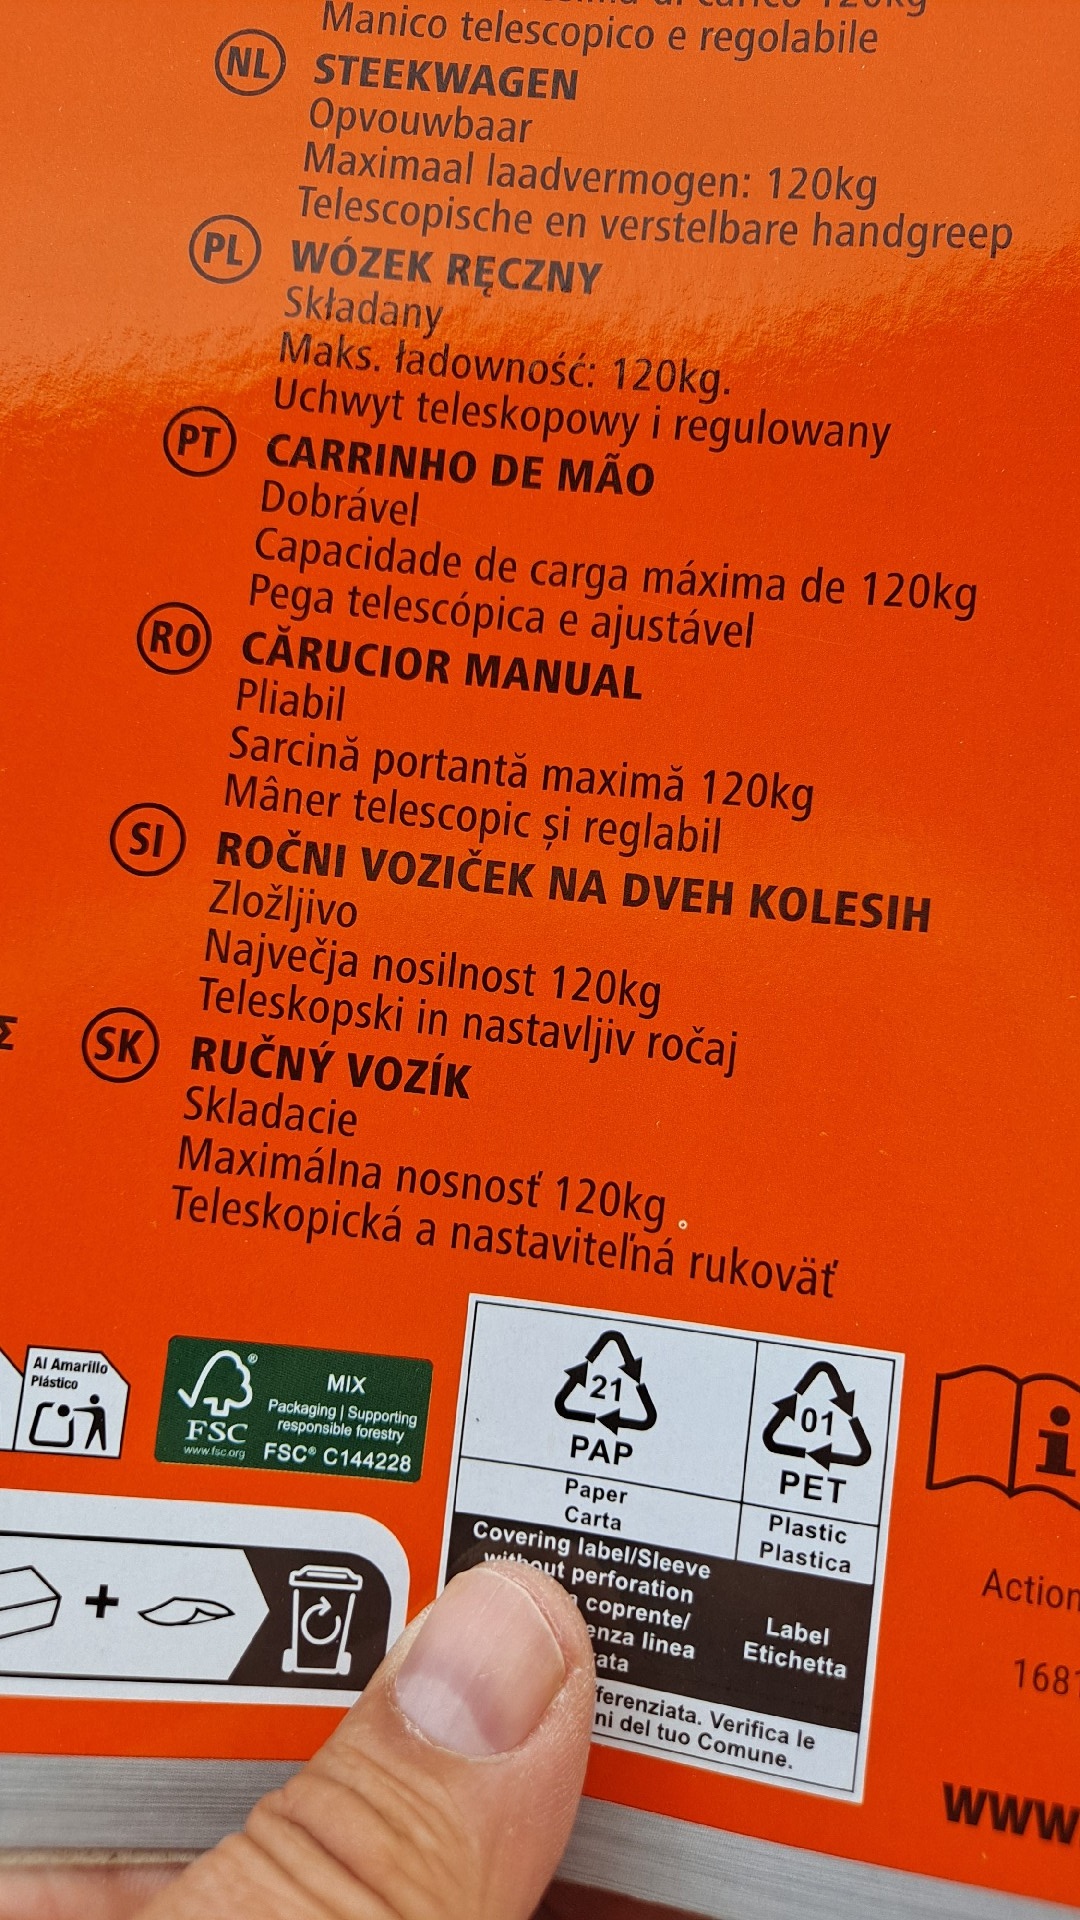 120kg
Manico telescopico e regolabile
NL STEEKWAGEN
Opvouwbaar
Maximaal laadvermogen: 120kg
Telescopische en verstelbare handgreep
PL WÓZEK RĘCZNY
Składany
Maks. ładowność: 120kg.
Uchwyt teleskopowy i regulowany
PT CARRINHO DE MÃO
Dobrável
Capacidade de carga máxima de 120kg
Pega telescópica e ajustável
RO CĂRUCIOR MANUAL
Pliabil
Sarcină portantă maximă 120kg
Mâner telescopic și reglabil
SI ROČNI VOZIČEK NA DVEH KOLESIH
Zložljivo
Največja nosilnost 120kg
Teleskopski in nastavljiv ročaj
SK RUČNÝ VOZÍK
Skladacie
Maximálna nosnosť 120kg
Teleskopická a nastaviteľná rukoväť
Al Amarillo
Plástico
FSC®
www.fsc.org
MIX
Packaging | Supporting
responsible forestry
FSC® C144228
21
PAP
Paper
Carta
Covering label/Sleeve
without perforation
coprente/
linea
01
PET
Plastic
Plastica
Label
Etichetta
Verifica le
del tuo Comune.
Action
www